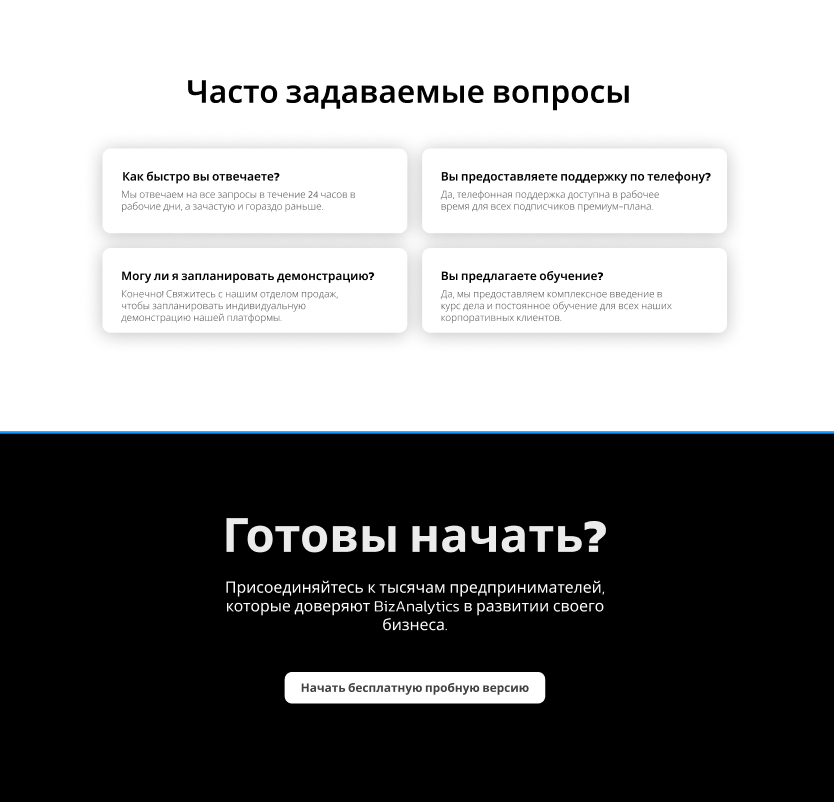 Часто задаваемые вопросы
Как быстро вы отвечаете?
Мы отвечаем на все запросы в течение 24 часов в
рабочие дни, а зачастую и гораздо раньше.
Вы предоставляете поддержку по телефону?
Да, телефонная поддержка доступна в рабочее
время для всех подписчиков премиум-плана.
Могу ли я запланировать демонстрацию?
Конечно! Свяжитесь с нашим отделом продаж,
чтобы запланировать индивидуальную
демонстрацию нашей платформы.
Вы предлагаете обучение?
Да, мы предоставляем комплексное введение в
курс дела и постоянное обучение для всех наших
корпоративных клиентов.
Готовы начать?
Присоединяйтесь к тысячам предпринимателей,
которые доверяют BizAnalytics в развитии своего
бизнеса.
Начать бесплатную пробную версию